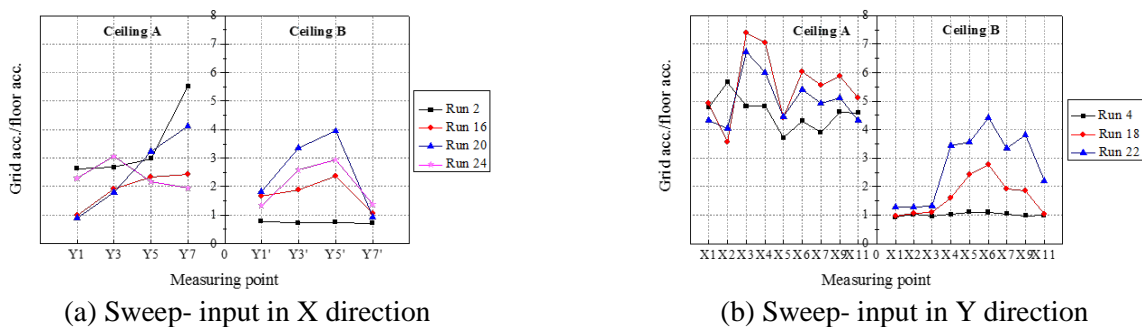 Ceiling A
Ceiling B
Grid acc./floor acc.
8
7
6
5
4
3
2
1
0
Y1
Y3
Y5
Y7
0
Y1'
Y3'
Y5'
Y7'
Measuring point
Run 2
Run 16
Run 20
Run 24
(a) Sweep- input in X direction
Ceiling A
Ceiling B
Grid acc./floor acc.
8
7
6
5
4
3
2
1
0
X1
X2
X3
X4
X5
X6
X7
X9
X11
0
X1
X2
X3
X4
X5
X6
X7
X9
X11
Measuring point
Run 4
Run 18
Run 22
(b) Sweep- input in Y direction